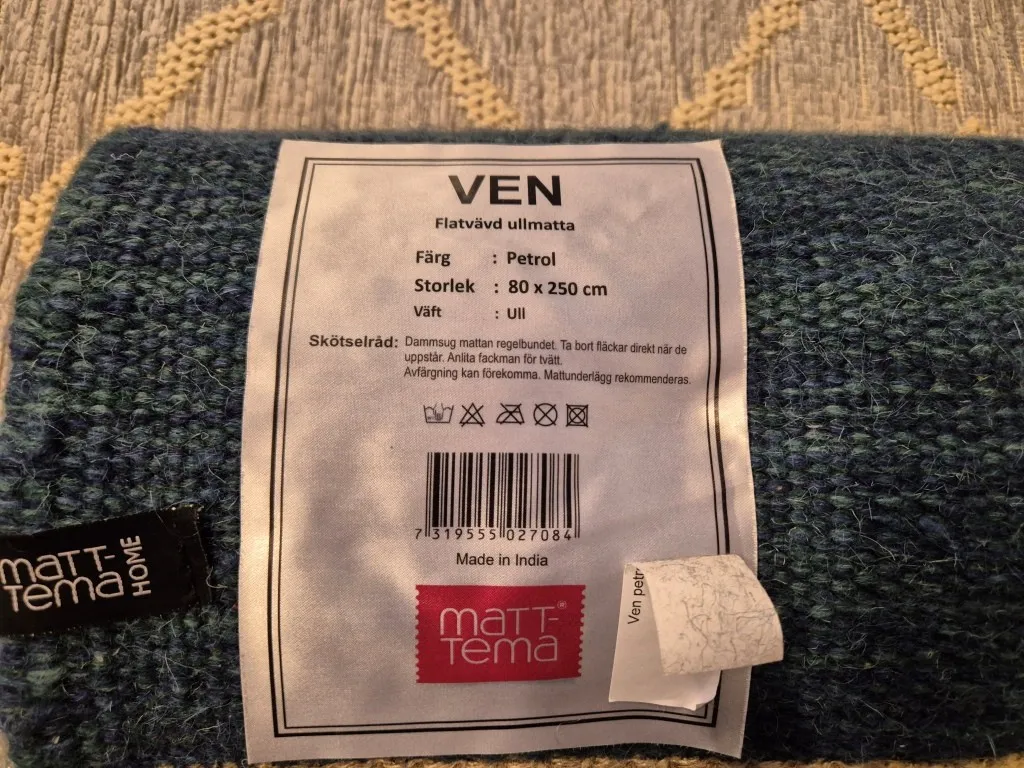 VEN
Flatvävd ullmatta
Färg : Petrol
Storlek : 80 x 250 cm
Väft : Ull
Skötselråd: Dammsug mattan regelbundet. Ta bort fläckar direkt när de
uppstår. Anlita fackman för tvätt.
Avfärgning kan förekomma. Mattunderlägg rekommenderas.
7 319555 027084
Made in India
maTT-®
Tema
Ven petr
maTT-
Tema
HOME